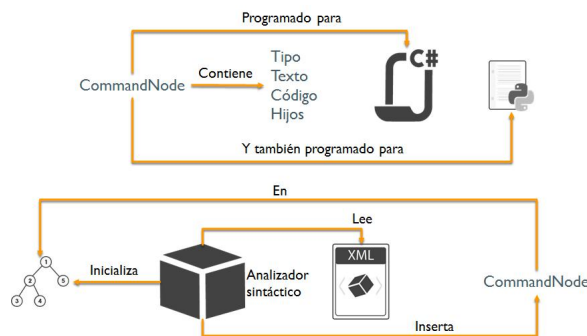 Programado para
C#
Tipo
Texto
Código
Hijos
CommandNode
Contiene
Y también programado para
En
Lee
XML
1
2
5
3
4
Inicializa
Analizador
sintáctico
CommandNode
Inserta